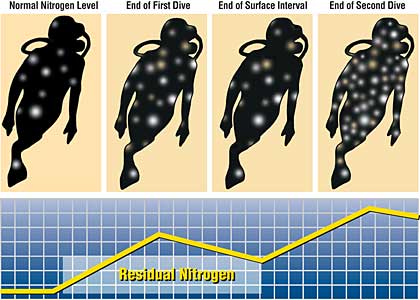 Normal Nitrogen Level
End of First Dive
End of Surface Interval
End of Second Dive
Residual Nitrogen